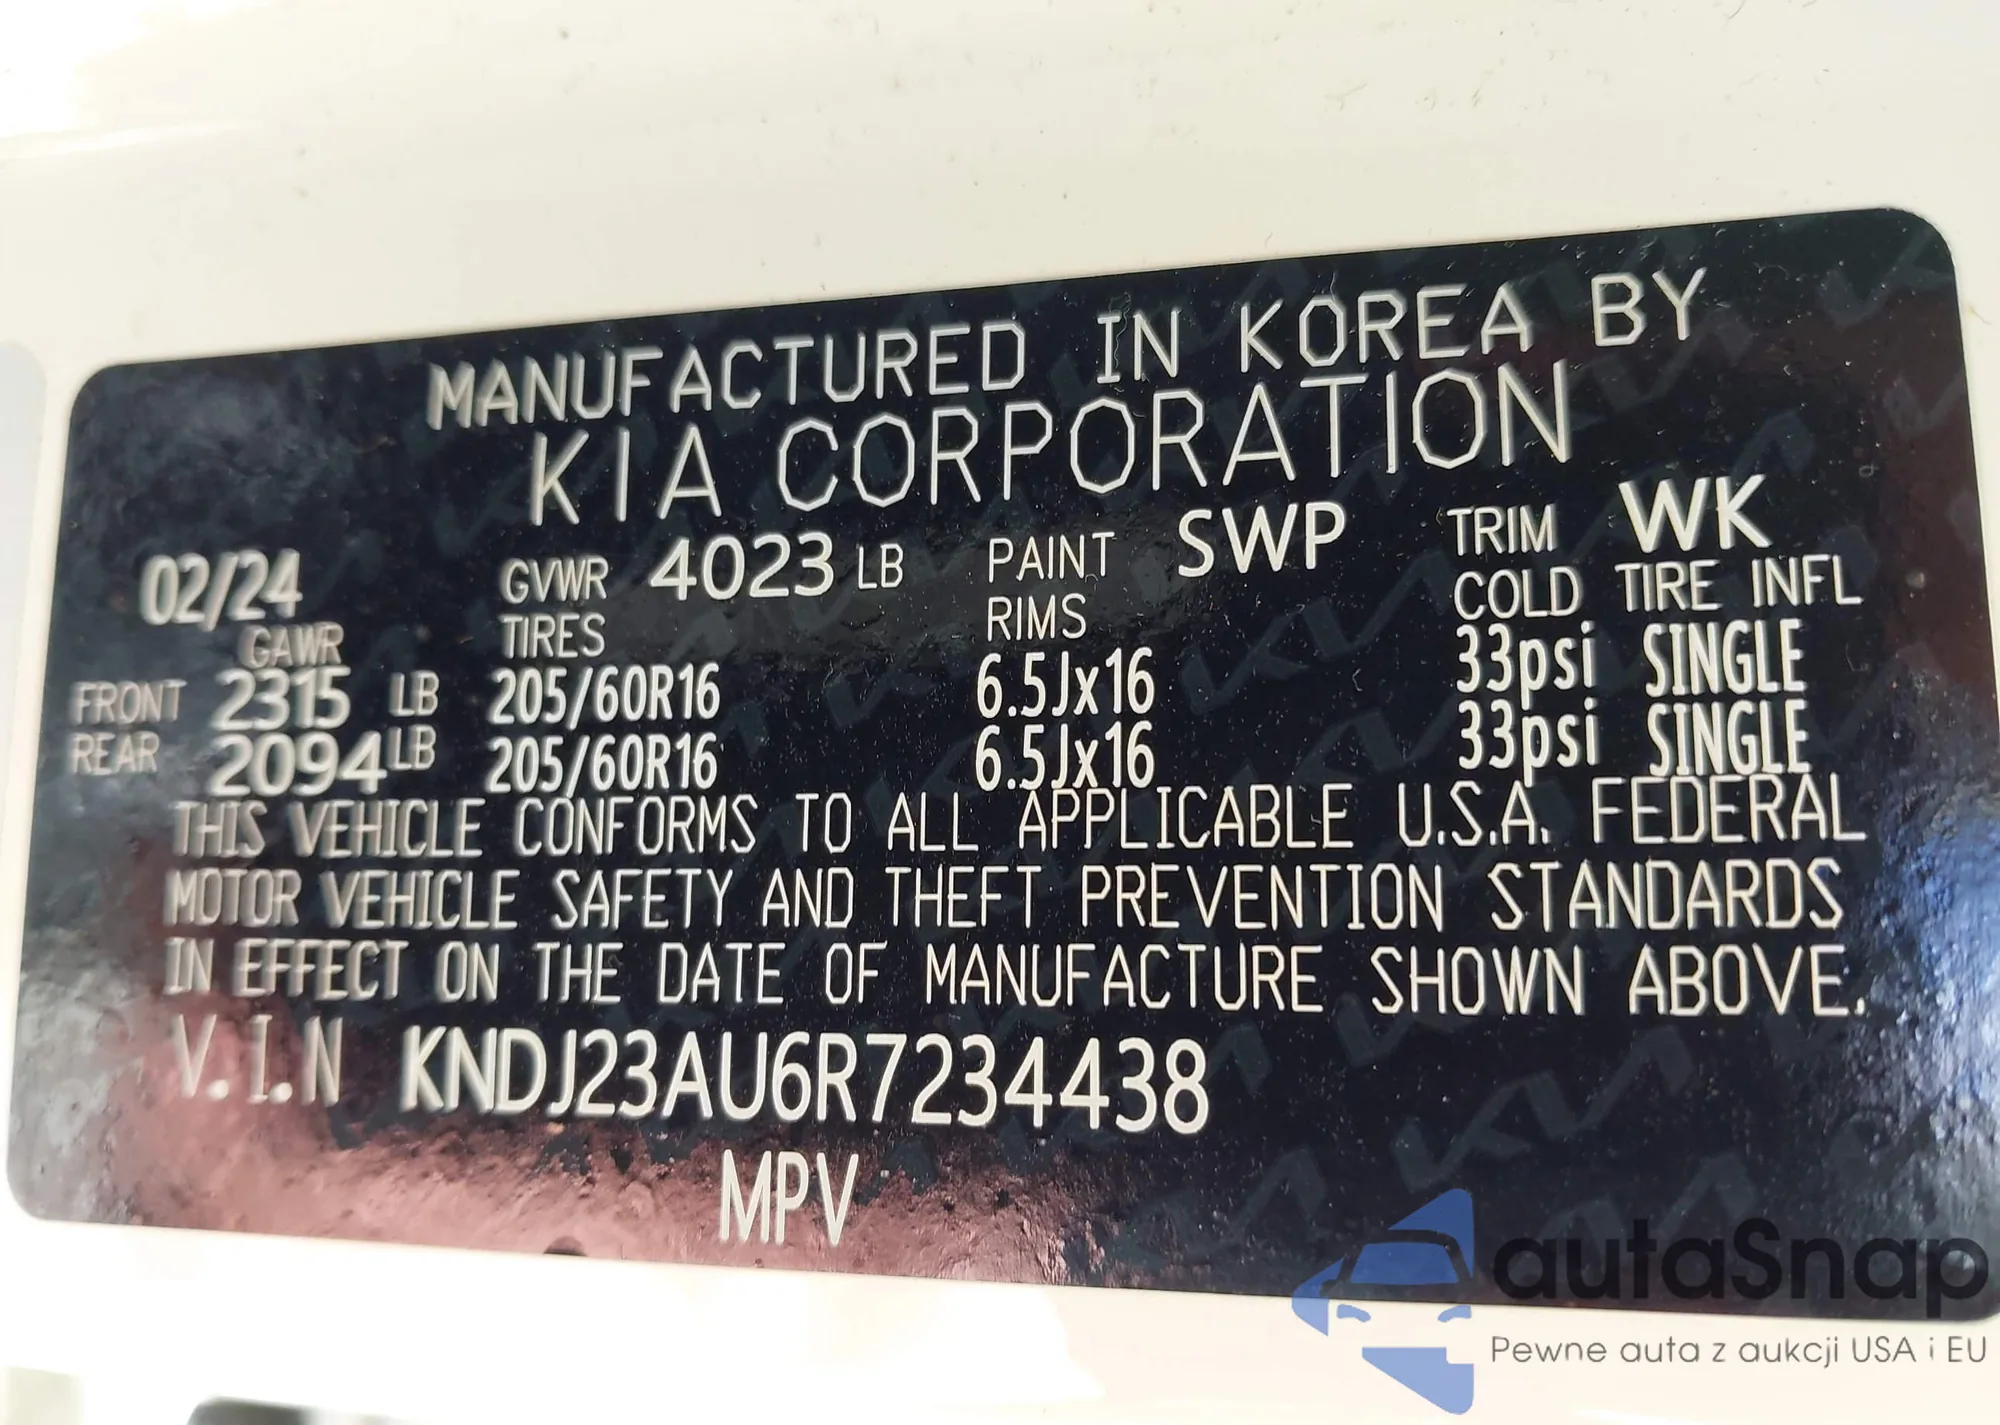 MANUFACTURED IN KOREA BY
KIA CORPORATION
02/24 GVWR 4023 LB PAINT SWP TRIM WK
GAWR TIRES RIMS COLD TIRE INFL
FRONT 2315 LB 205/60R16 6.5Jx16 33psi SINGLE
REAR 2094 LB 205/60R16 6.5Jx16 33psi SINGLE
THIS VEHICLE CONFORMS TO ALL APPLICABLE U.S.A. FEDERAL
MOTOR VEHICLE SAFETY AND THEFT PREVENTION STANDARDS
IN EFFECT ON THE DATE OF MANUFACTURE SHOWN ABOVE.
V.I.N KNDJ23AU6R7234438
MPV
autaSnap
Pewne auta z aukcji USA i EU